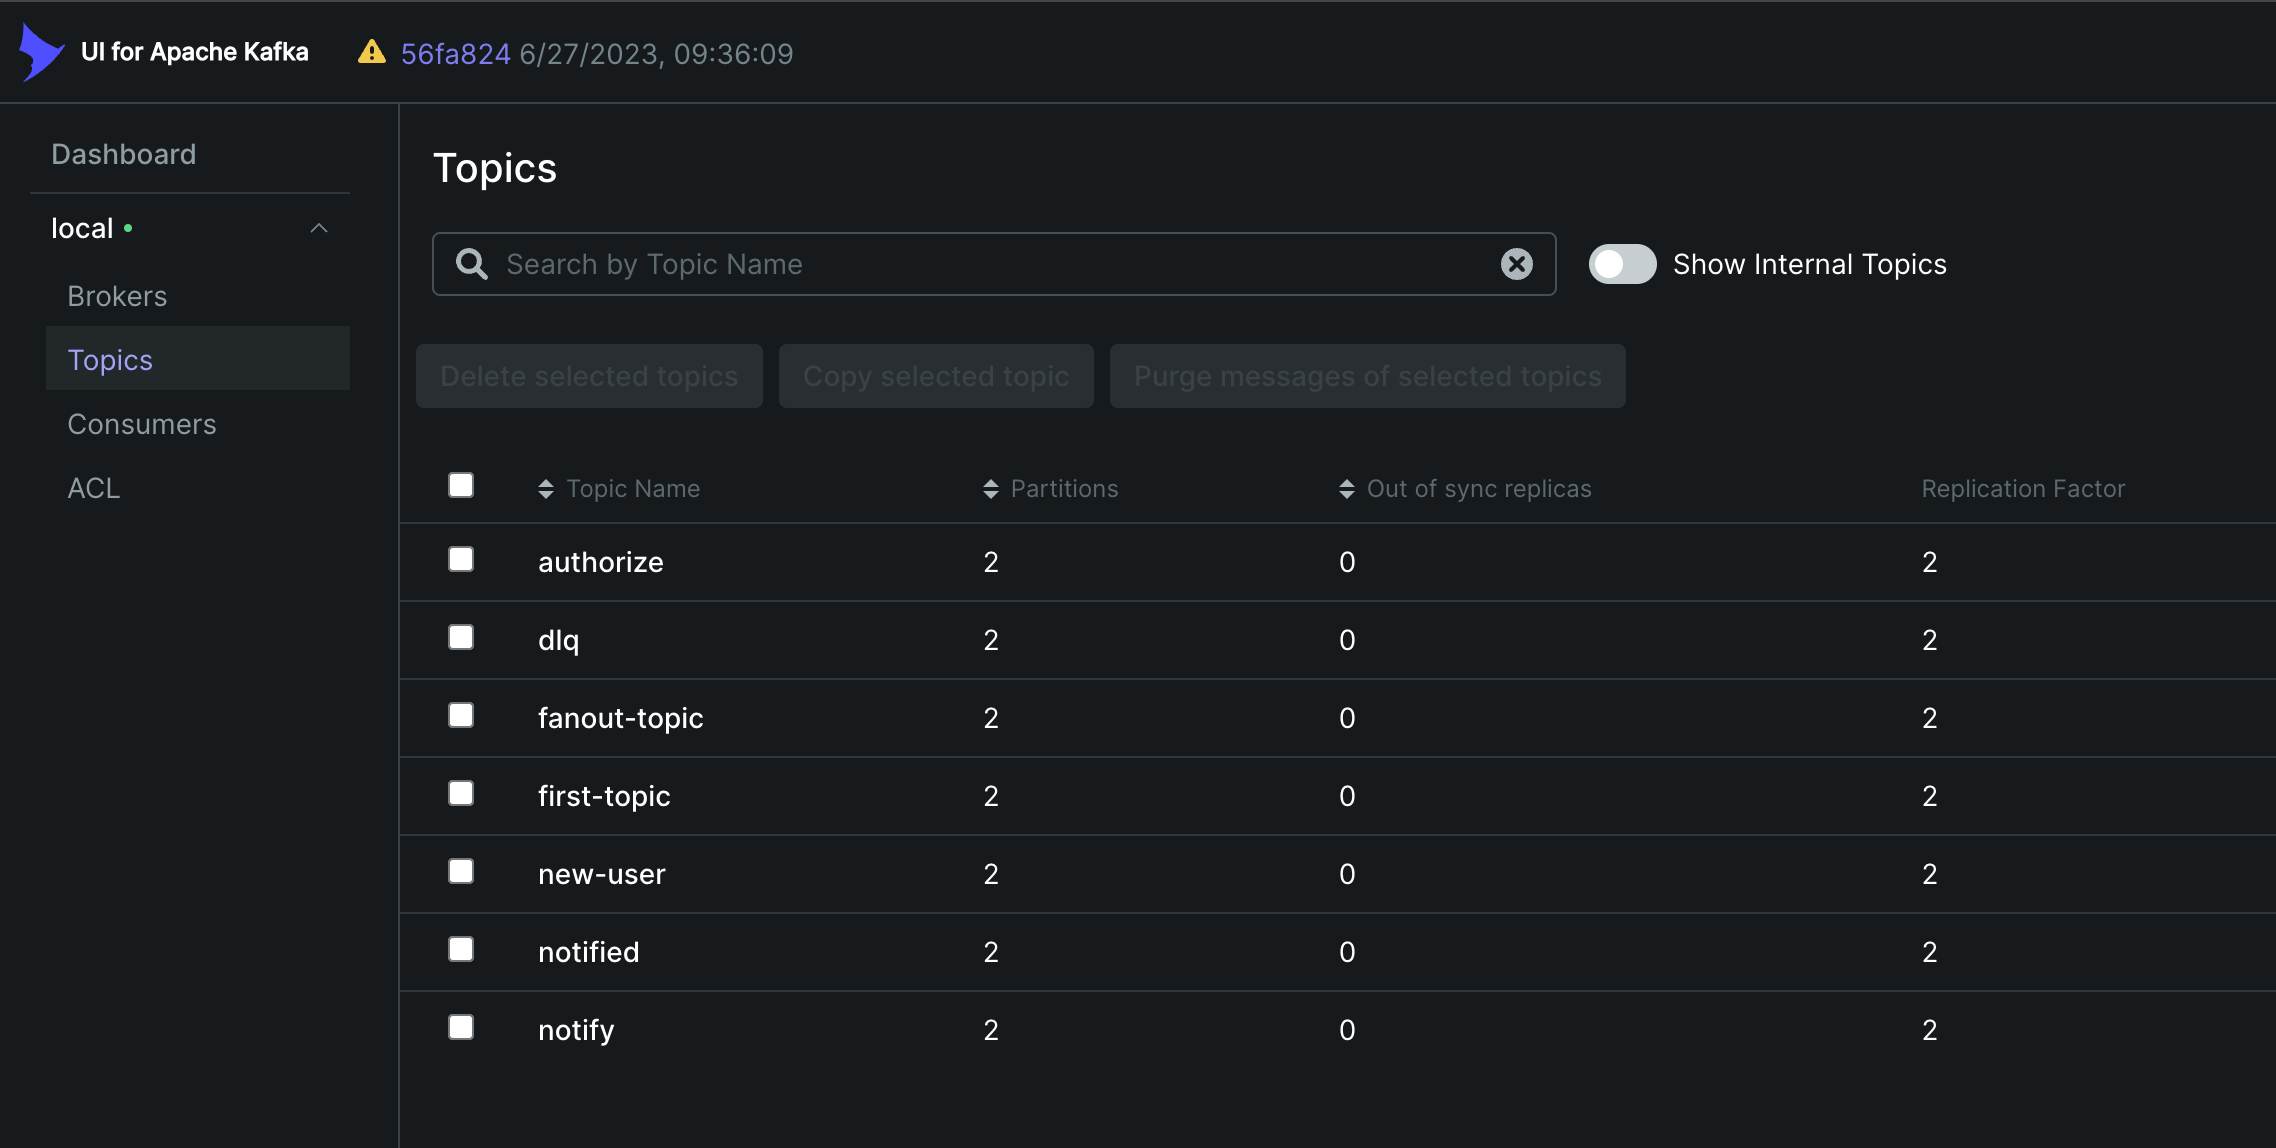 UI for Apache Kafka 56fa824 6/27/2023, 09:36:09
Dashboard
local
Brokers
Topics
Consumers
ACL
Topics
Search by Topic Name
Show Internal Topics
Delete selected topics Copy selected topic Purge messages of selected topics
Topic Name Partitions Out of sync replicas Replication Factor
authorize 2 0 2
dlq 2 0 2
fanout-topic 2 0 2
first-topic 2 0 2
new-user 2 0 2
notified 2 0 2
notify 2 0 2